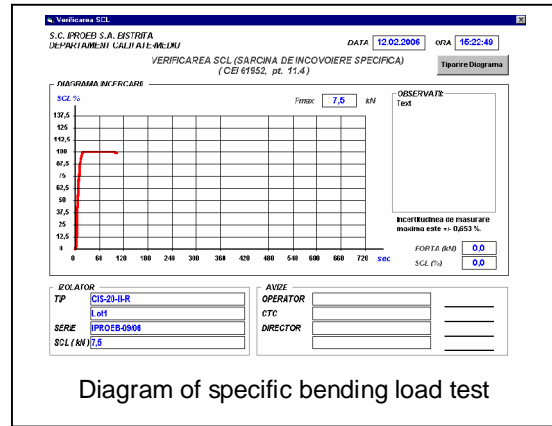 Verificarea SCL
S.C. IPROEB S.A. BISTRITA
DEPARTAMENT CALITATE-MEDIU
DATA 12.02.2006 ORA 15:22:49
VERIFICAREA SCL (SARCINA DE INCOVOIERE SPECIFICA)
( CEI 61952, pt. 11.4 )
Tiparire Diagrama
DIAGRAMA INCERCARII
SCL %
Fmax 7,5 kN
OBSERVATII:
Text
137,5
125
112,5
100
87,5
75
62,5
50
37,5
25
12,5
0
0 60 120 180 240 300 360 420 480 540 600 660 720 sec
Incertitudinea de masurare
maxima este +/- 0,653 %.
FORTA (kN) 0,0
SCL (%) 0,0
IZOLATOR
TIP CIS-20-II-R
Lot1
SERIE IPROEB-09/06
SCL ( kN ) 7,5
AVIZE
OPERATOR
CTC
DIRECTOR
Diagram of specific bending load test